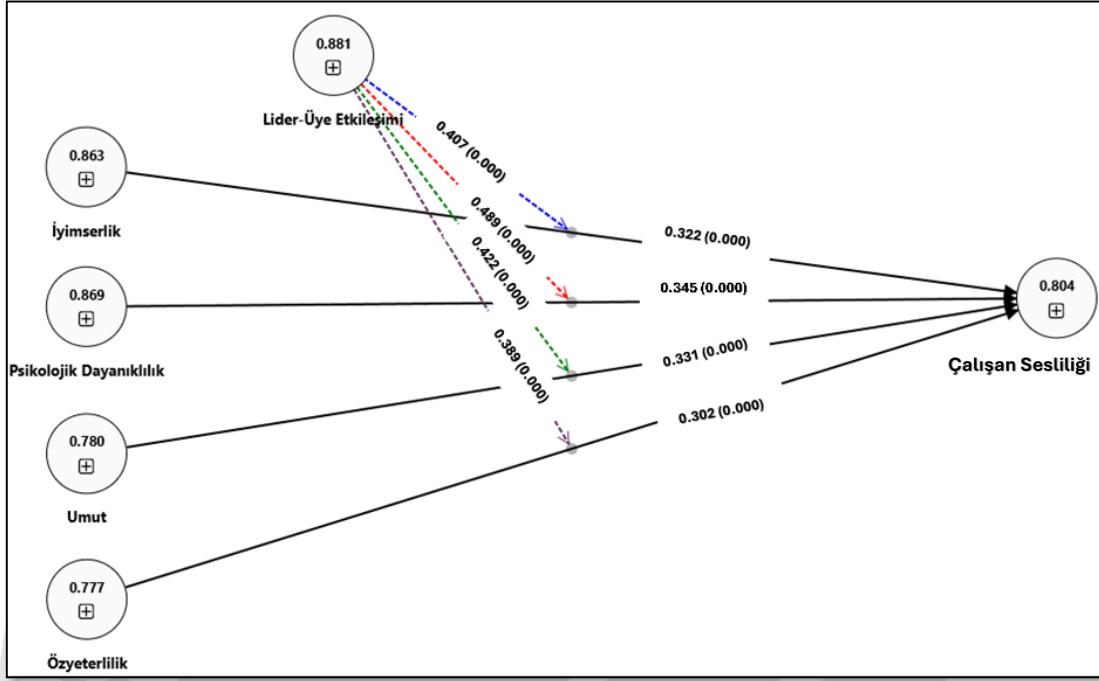 0.881
Lider-Üye Etkileşimi
0.407 (0.000)
0.863
İyimserlik
0.489 (0.000)
0.322 (0.000)
0.422 (0.000)
0.869
Psikolojik Dayanıklılık
0.345 (0.000)
0.804
Çalışan Sesliliği
0.389 (0.000)
0.331 (0.000)
0.780
Umut
0.302 (0.000)
0.777
Özyeterlilik